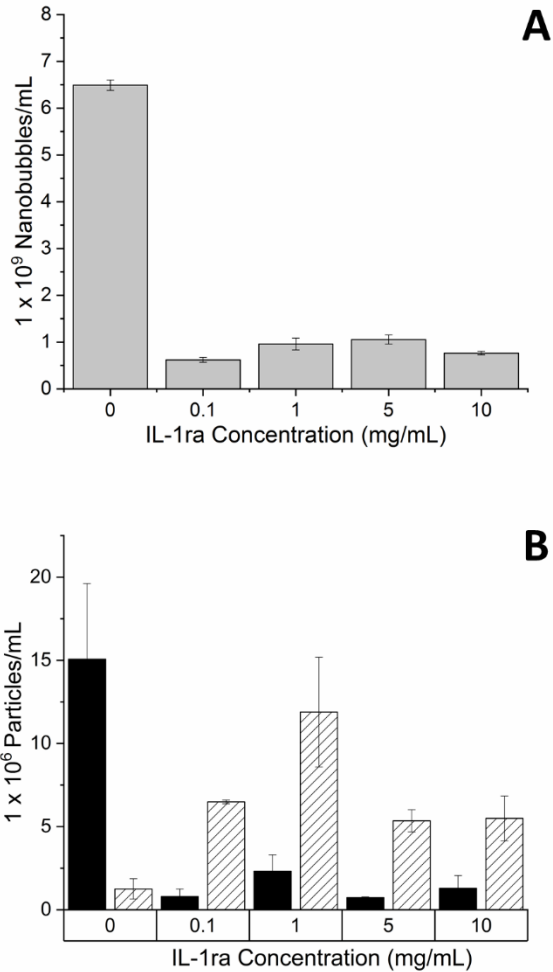 A
8
7
6
5
4
3
2
1
0
1 x 10⁹ Nanobubbles/mL
0 0.1 1 5 10
IL-1ra Concentration (mg/mL)
B
20
15
10
5
0
1 x 10⁶ Particles/mL
0 0.1 1 5 10
IL-1ra Concentration (mg/mL)